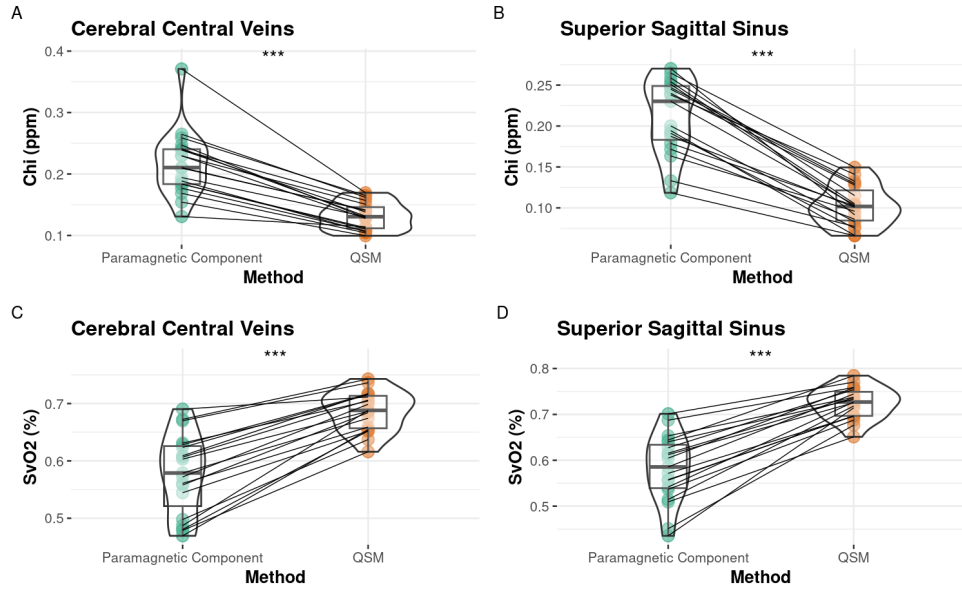 A
Cerebral Central Veins
***
0.4
0.3
0.2
0.1
Chi (ppm)
Paramagnetic Component
QSM
Method
B
Superior Sagittal Sinus
***
0.25
0.20
0.15
0.10
Chi (ppm)
Paramagnetic Component
QSM
Method
C
Cerebral Central Veins
***
0.7
0.6
0.5
SvO2 (%)
Paramagnetic Component
QSM
Method
D
Superior Sagittal Sinus
***
0.8
0.7
0.6
0.5
SvO2 (%)
Paramagnetic Component
QSM
Method